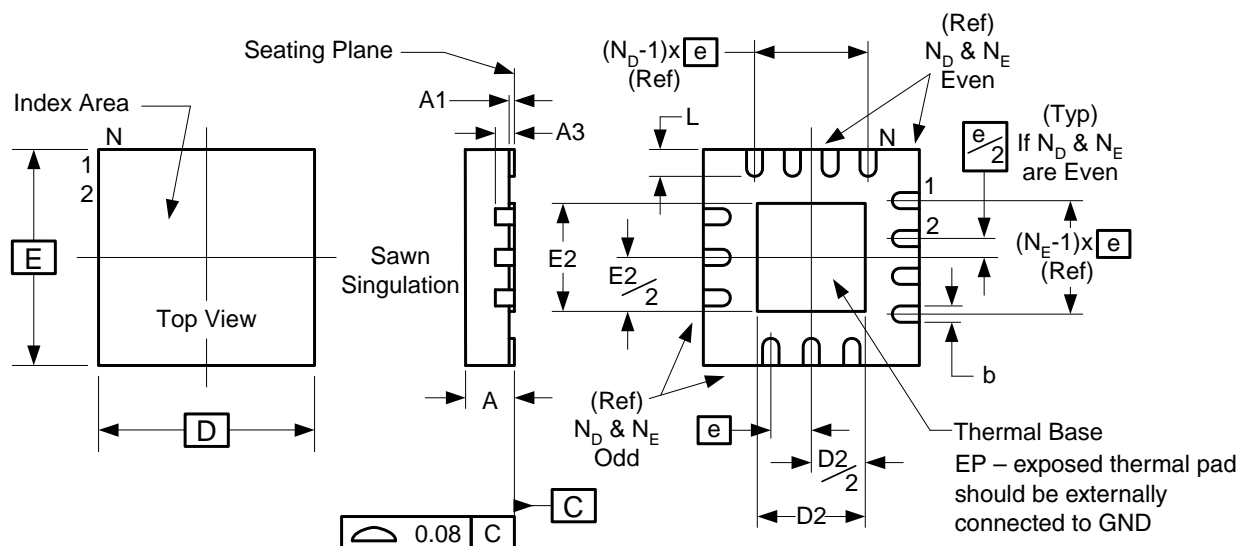 Seating Plane
(N_D-1)x e
(Ref)
(Ref)
N_D & N_E
Even
Index Area
A1
A3
L
N
N
e/2
(Typ)
If N_D & N_E
are Even
1
2
1
2
E
Top View
Sawn
Singulation
E2
E2/2
(N_E-1)x e
(Ref)
b
D
A
(Ref)
N_D & N_E
Odd
e
D2/2
D2
Thermal Base
EP – exposed thermal pad
should be externally
connected to GND
C
0.08 C